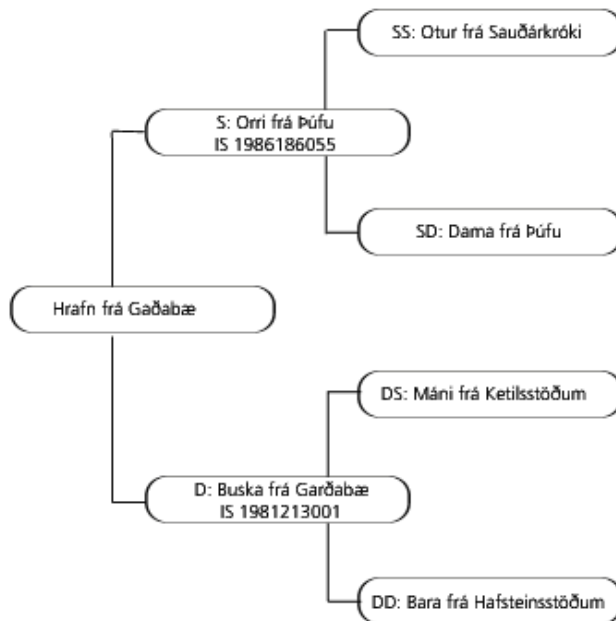 SS: Otur frá Sauðárkróki
S: Orri frá Þúfu
IS 1986186055
SD: Dama frá Þúfu
Hrafn frá Gaðabæ
DS: Máni frá Ketilsstöðum
D: Buska frá Garðabæ
IS 1981213001
DD: Bara frá Hafsteinsstöðum